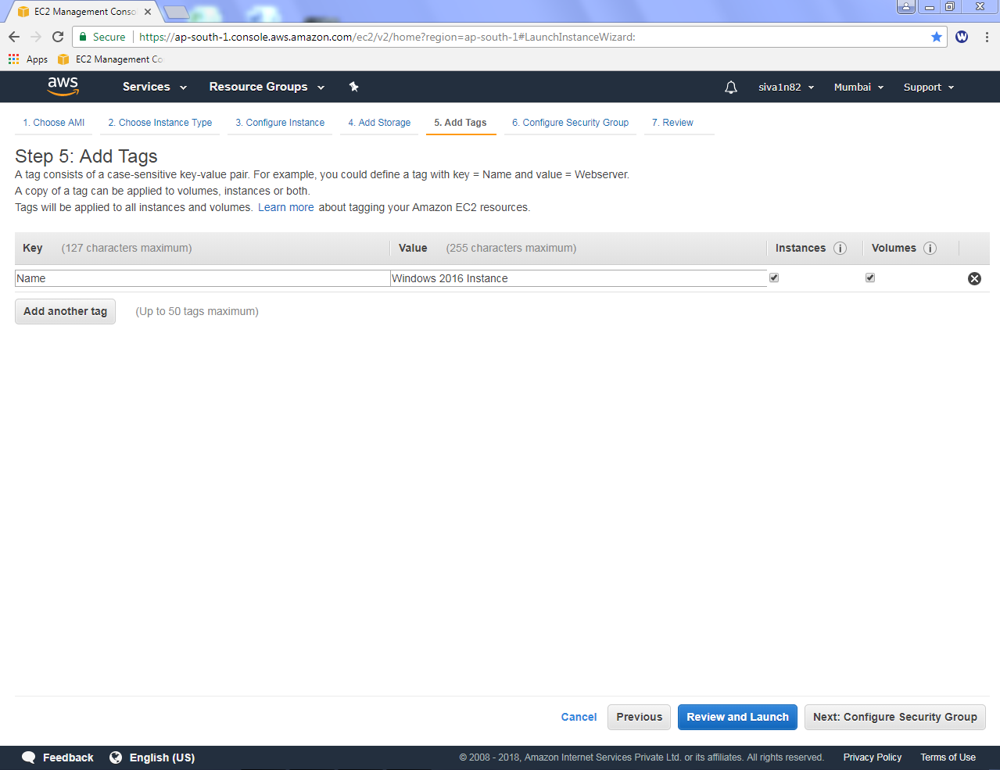 EC2 Management Conso
Secure https://ap-south-1.console.aws.amazon.com/ec2/v2/home?region=ap-south-1#LaunchInstanceWizard:
Apps EC2 Management Co
aws Services Resource Groups siva1n82 Mumbai Support
1. Choose AMI 2. Choose Instance Type 3. Configure Instance 4. Add Storage 5. Add Tags 6. Configure Security Group 7. Review
Step 5: Add Tags
A tag consists of a case-sensitive key-value pair. For example, you could define a tag with key = Name and value = Webserver.
A copy of a tag can be applied to volumes, instances or both.
Tags will be applied to all instances and volumes. Learn more about tagging your Amazon EC2 resources.
Key (127 characters maximum) Value (255 characters maximum) Instances i Volumes i
Name Windows 2016 Instance
Add another tag (Up to 50 tags maximum)
Cancel Previous Review and Launch Next: Configure Security Group
Feedback English (US) © 2008 - 2018, Amazon Internet Services Private Ltd. or its affiliates. All rights reserved. Privacy Policy Terms of Use